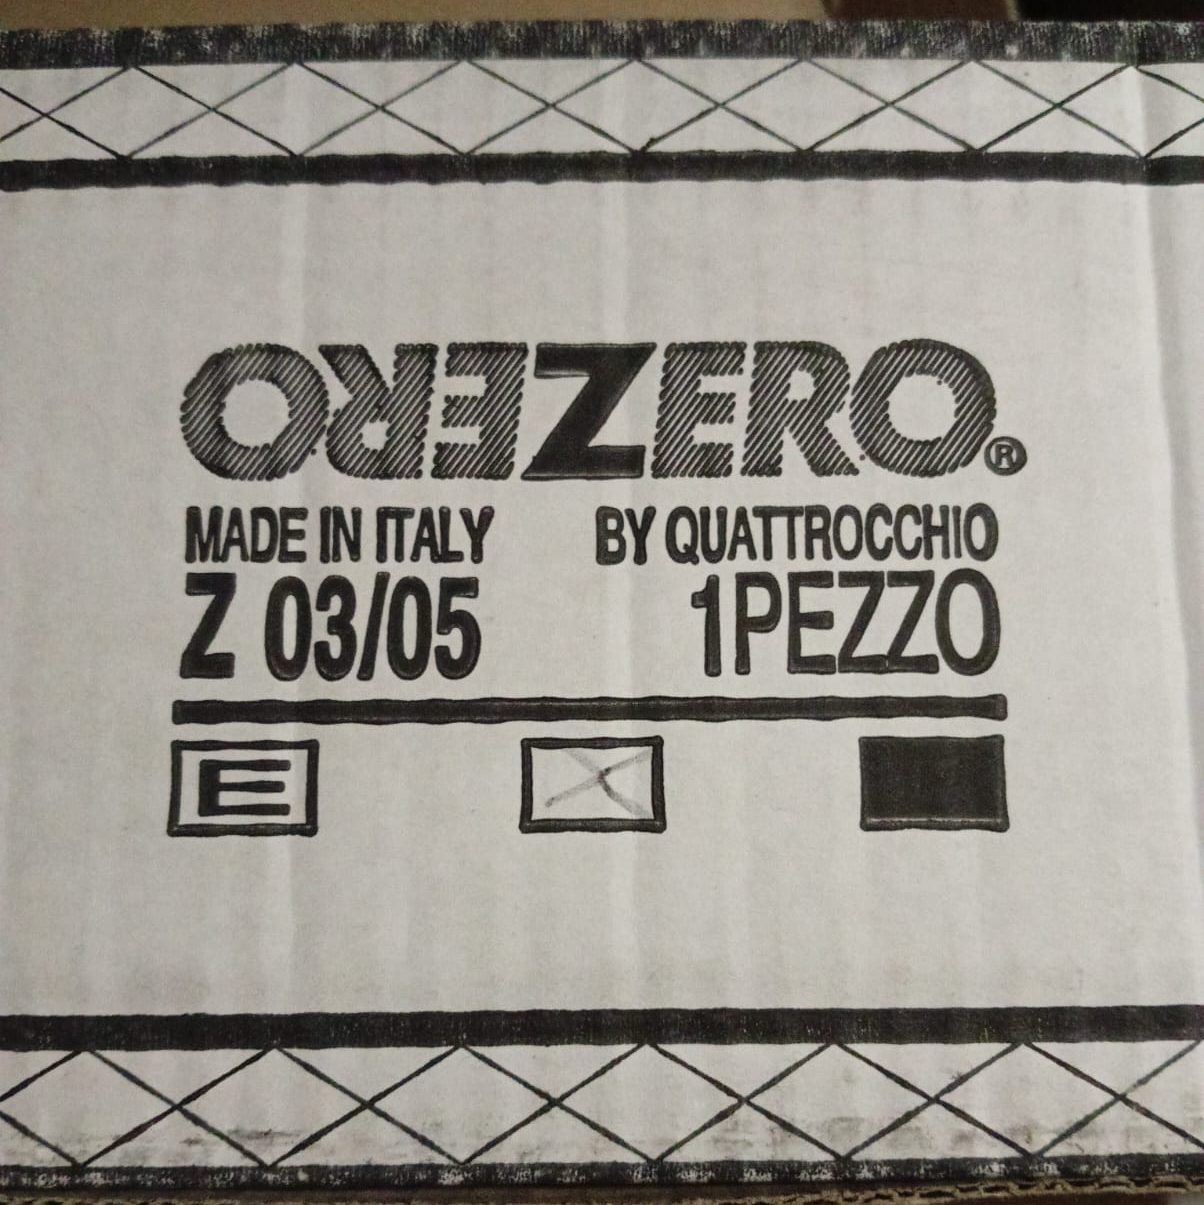 OREZERO®
MADE IN ITALY BY QUATTROCCHIO
Z 03/05 1PEZZO
E